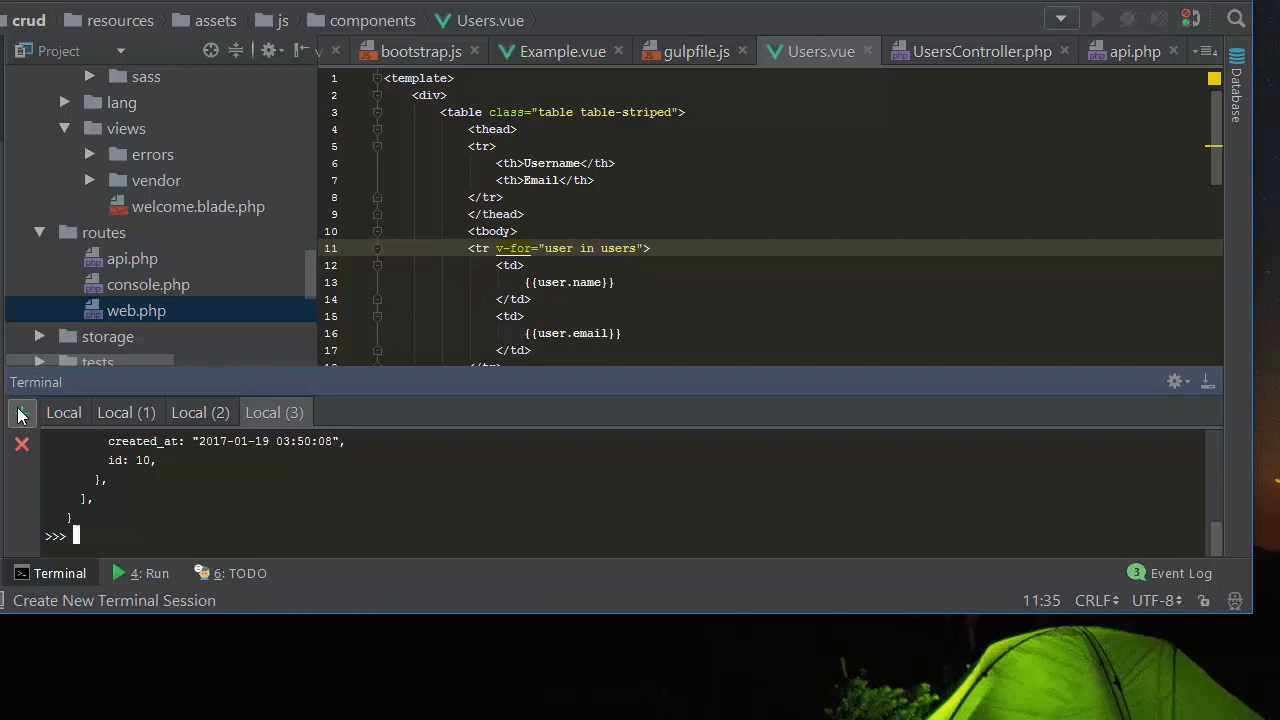 crud resources assets js components Users.vue
Project bootstrap.js Example.vue gulpfile.js Users.vue UsersController.php api.php
sass
lang
views
errors
vendor
welcome.blade.php
routes
api.php
console.php
web.php
storage
tests
1 <template>
2 <div>
3 <table class="table table-striped">
4 <thead>
5 <tr>
6 <th>Username</th>
7 <th>Email</th>
8 </tr>
9 </thead>
10 <tbody>
11 <tr v-for="user in users">
12 <td>
13 {{user.name}}
14 </td>
15 <td>
16 {{user.email}}
17 </td>
18 </tr>
Database
Terminal
Local Local (1) Local (2) Local (3)
created_at: "2017-01-19 03:50:08",
id: 10,
},
],
}
>>>
Terminal 4: Run 6: TODO 3 Event Log
Create New Terminal Session 11:35 CRLF UTF-8